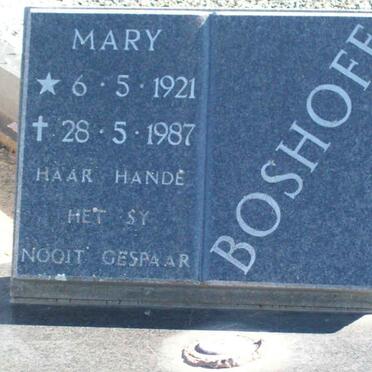 MARY
★ 6 · 5 · 1921
✝ 28 · 5 · 1987
HAAR HANDE
HET SY
NOOIT GESPAAR
BOSHOFF